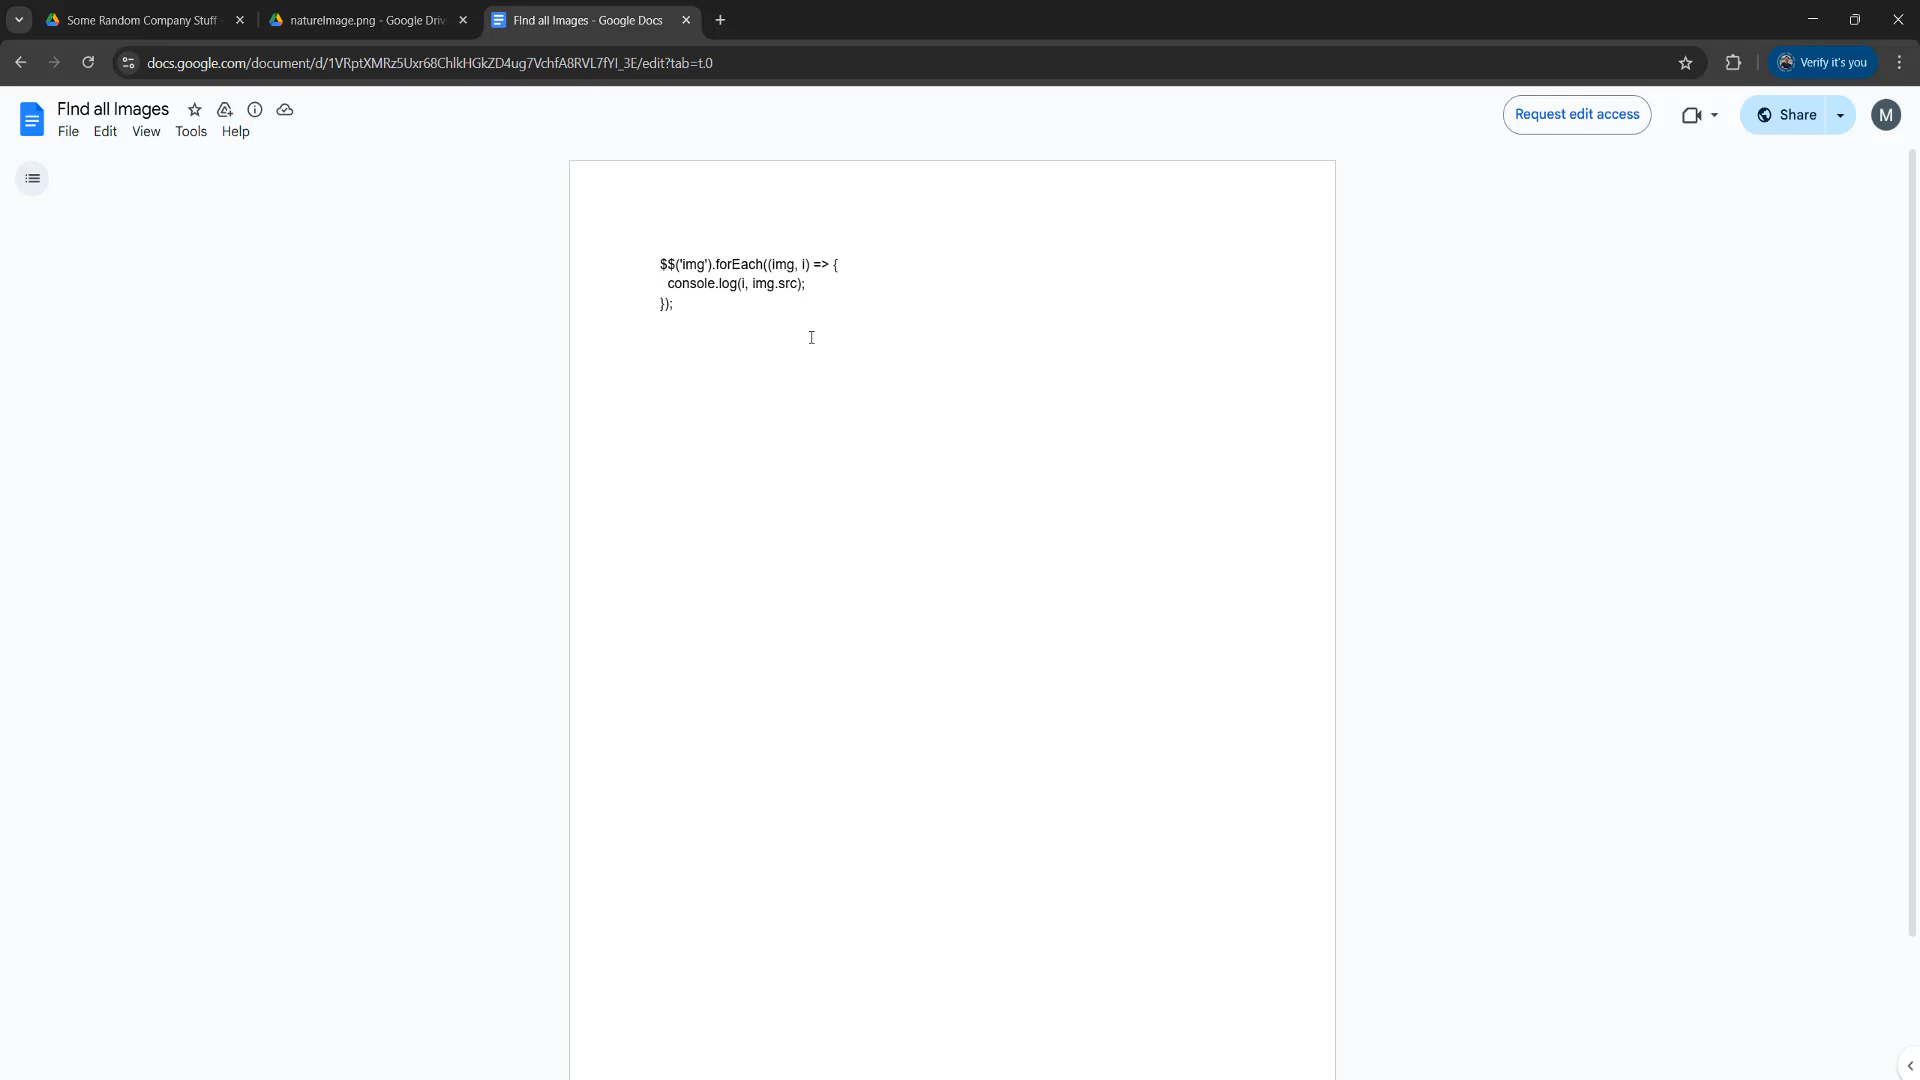 Some Random Company Stuff
natureImage.png - Google Driv
FInd all Images - Google Docs
docs.google.com/document/d/1VRptXMRz5Uxr68ChlkHGkZD4ug7VchfA8RVL7fYI_3E/edit?tab=t.0
Verify it's you
FInd all Images
File Edit View Tools Help
Request edit access
Share
M
$$('img').forEach((img, i) => {
console.log(i, img.src);
});